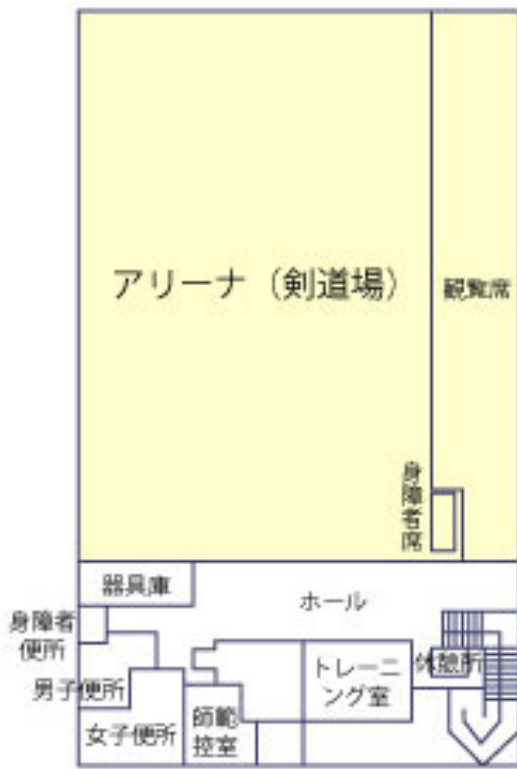 アリーナ（剣道場）
観覧席
身障者席
器具庫
ホール
身障者
便所
男子便所
女子便所
師範
控室
トレーニ
ング室
休憩所